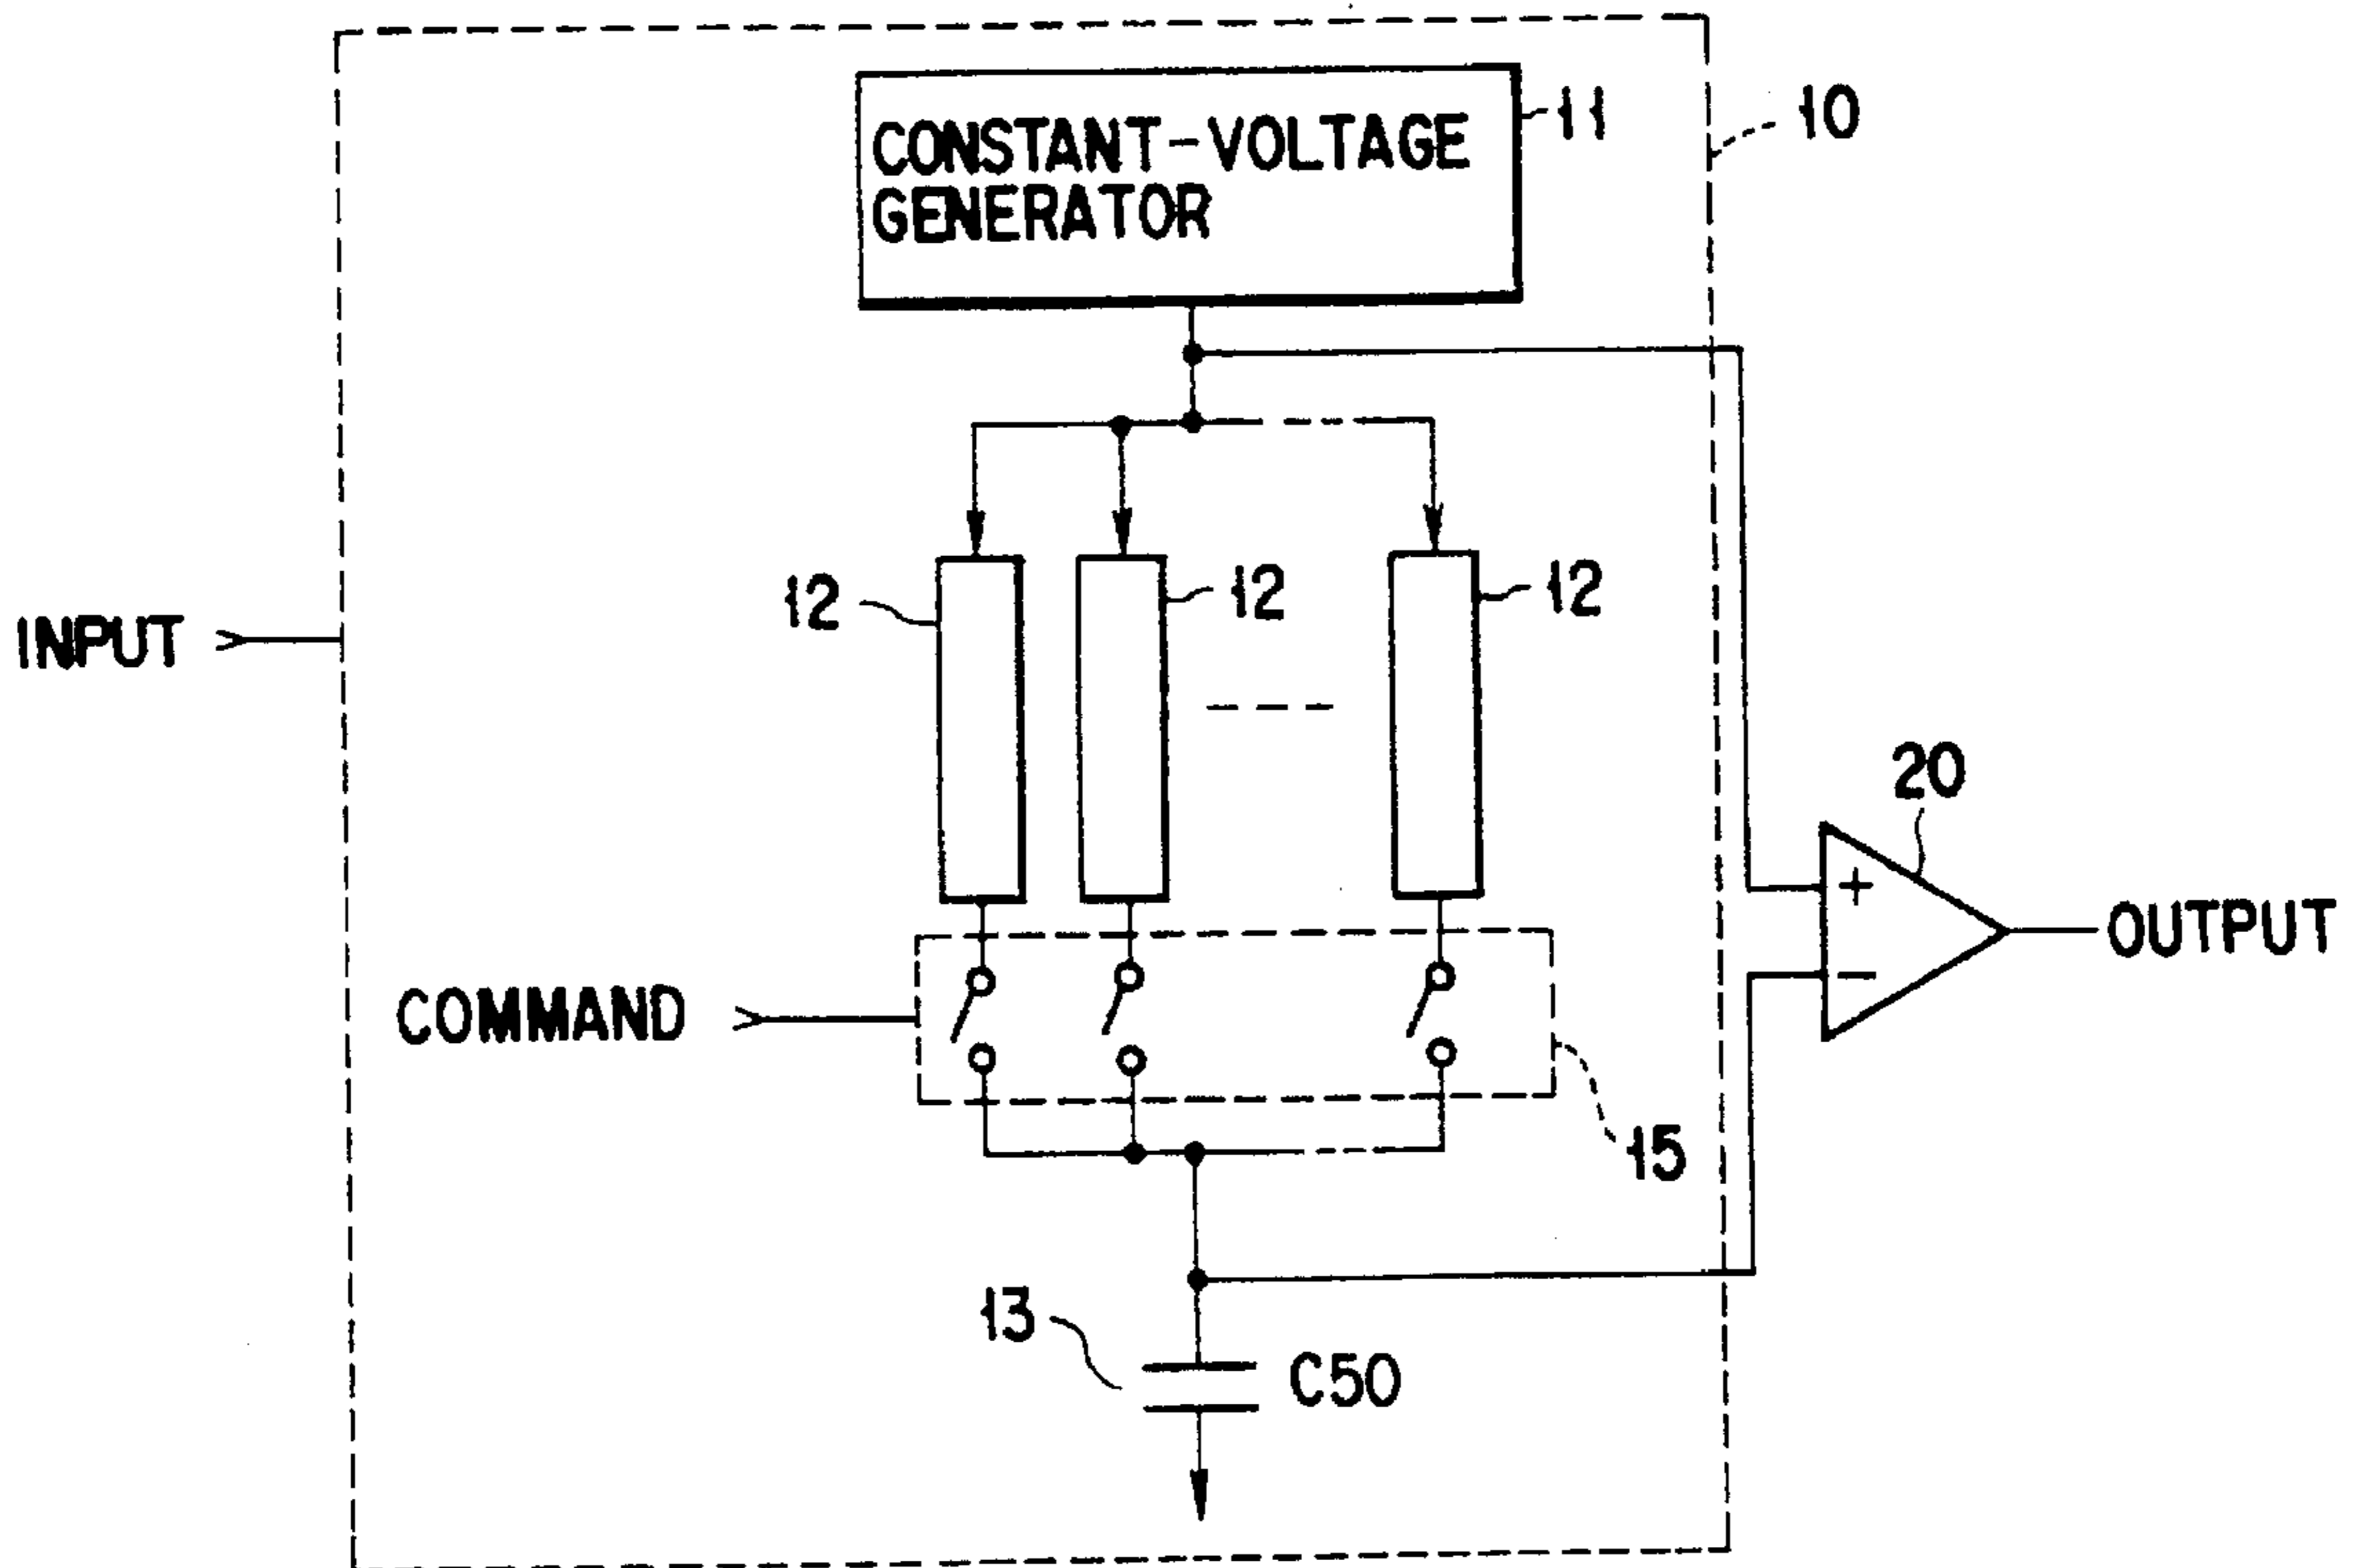 CONSTANT-VOLTAGE
GENERATOR
11
10
12
12
12
INPUT
20
OUTPUT
COMMAND
15
13
C50
+
−